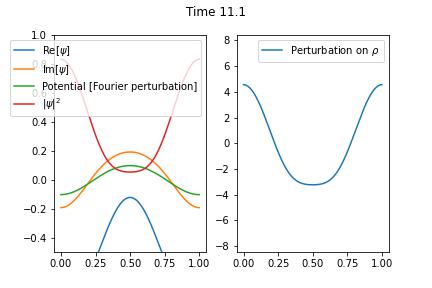 Time 11.1
1.0
0.8
0.6
0.4
0.2
0.0
−0.2
−0.4
Re[ψ]
Im[ψ]
Potential [Fourier perturbation]
|ψ|²
0.00 0.25 0.50 0.75 1.00
8
6
4
2
0
−2
−4
−6
−8
Perturbation on ρ
0.00 0.25 0.50 0.75 1.00